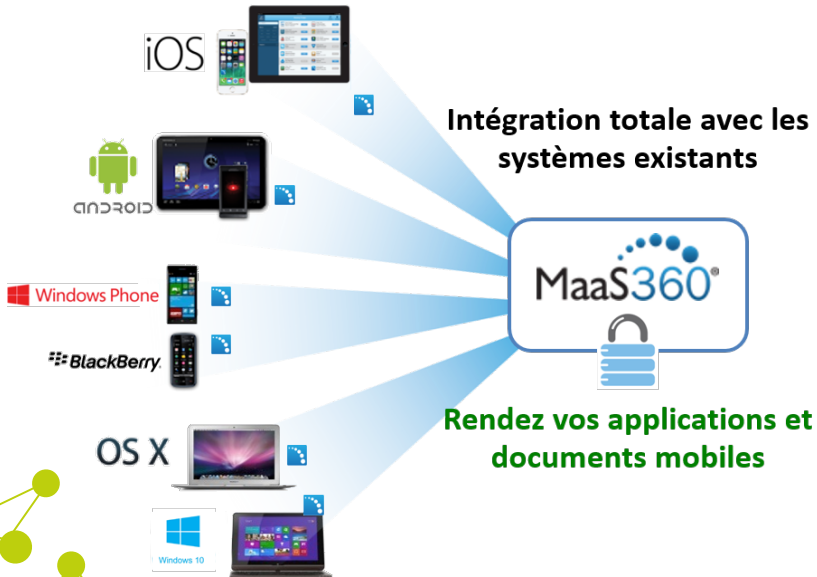 iOS
Intégration totale avec les
systèmes existants
ANDROID
MaaS360®
Windows Phone
BlackBerry.
Rendez vos applications et
documents mobiles
OS X
Windows 10